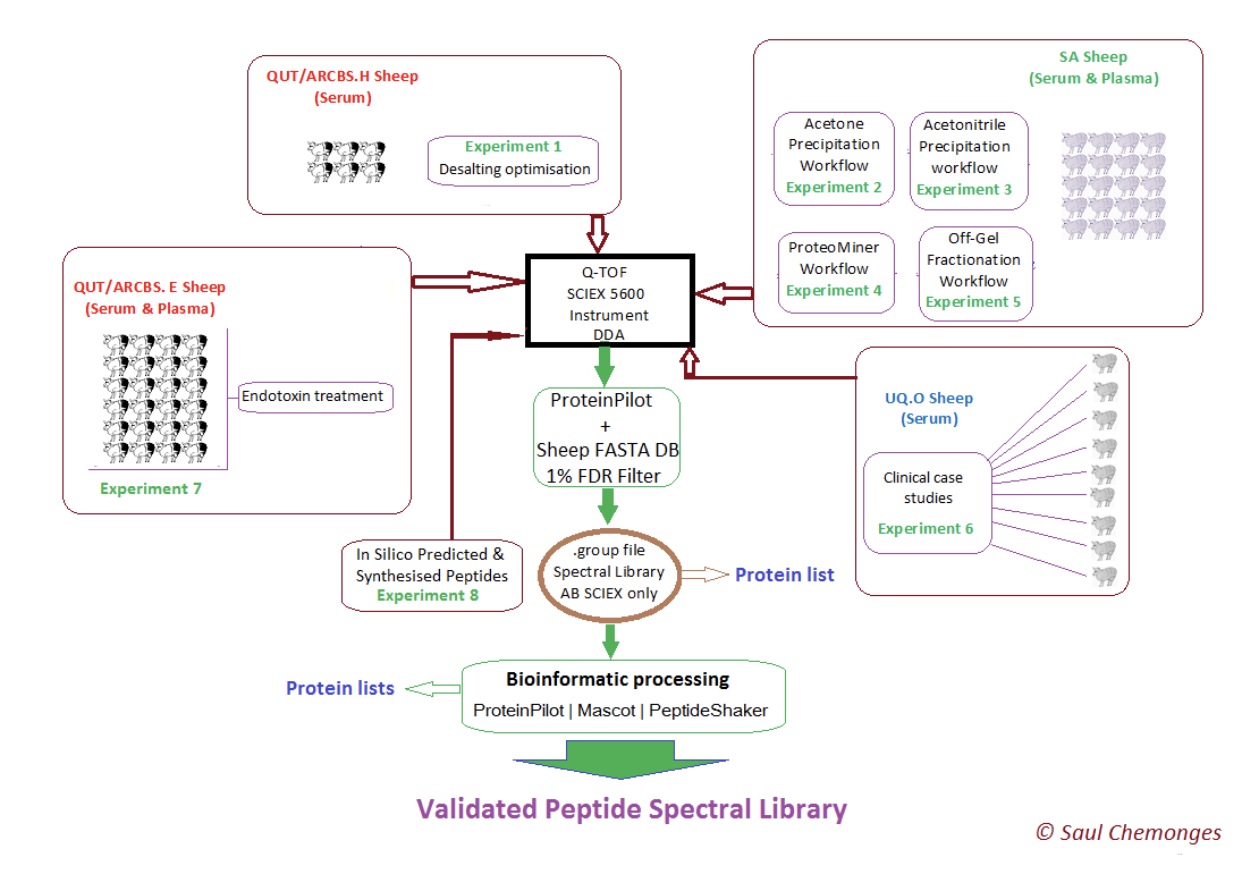 QUT/ARCBS.H Sheep
(Serum)
Experiment 1
Desalting optimisation
SA Sheep
(Serum & Plasma)
Acetone
Precipitation
Workflow
Experiment 2
Acetonitrile
Precipitation
workflow
Experiment 3
ProteoMiner
Workflow
Experiment 4
Off-Gel
Fractionation
Workflow
Experiment 5
QUT/ARCBS. E Sheep
(Serum & Plasma)
Endotoxin treatment
Experiment 7
Q-TOF
SCIEX 5600
Instrument
DDA
ProteinPilot
+
Sheep FASTA DB
1% FDR Filter
UQ.O Sheep
(Serum)
Clinical case
studies
Experiment 6
In Silico Predicted &
Synthesised Peptides
Experiment 8
.group file
Spectral Library
AB SCIEX only
Protein list
Protein lists
Bioinformatic processing
ProteinPilot | Mascot | PeptideShaker
Validated Peptide Spectral Library
© Saul Chemonges